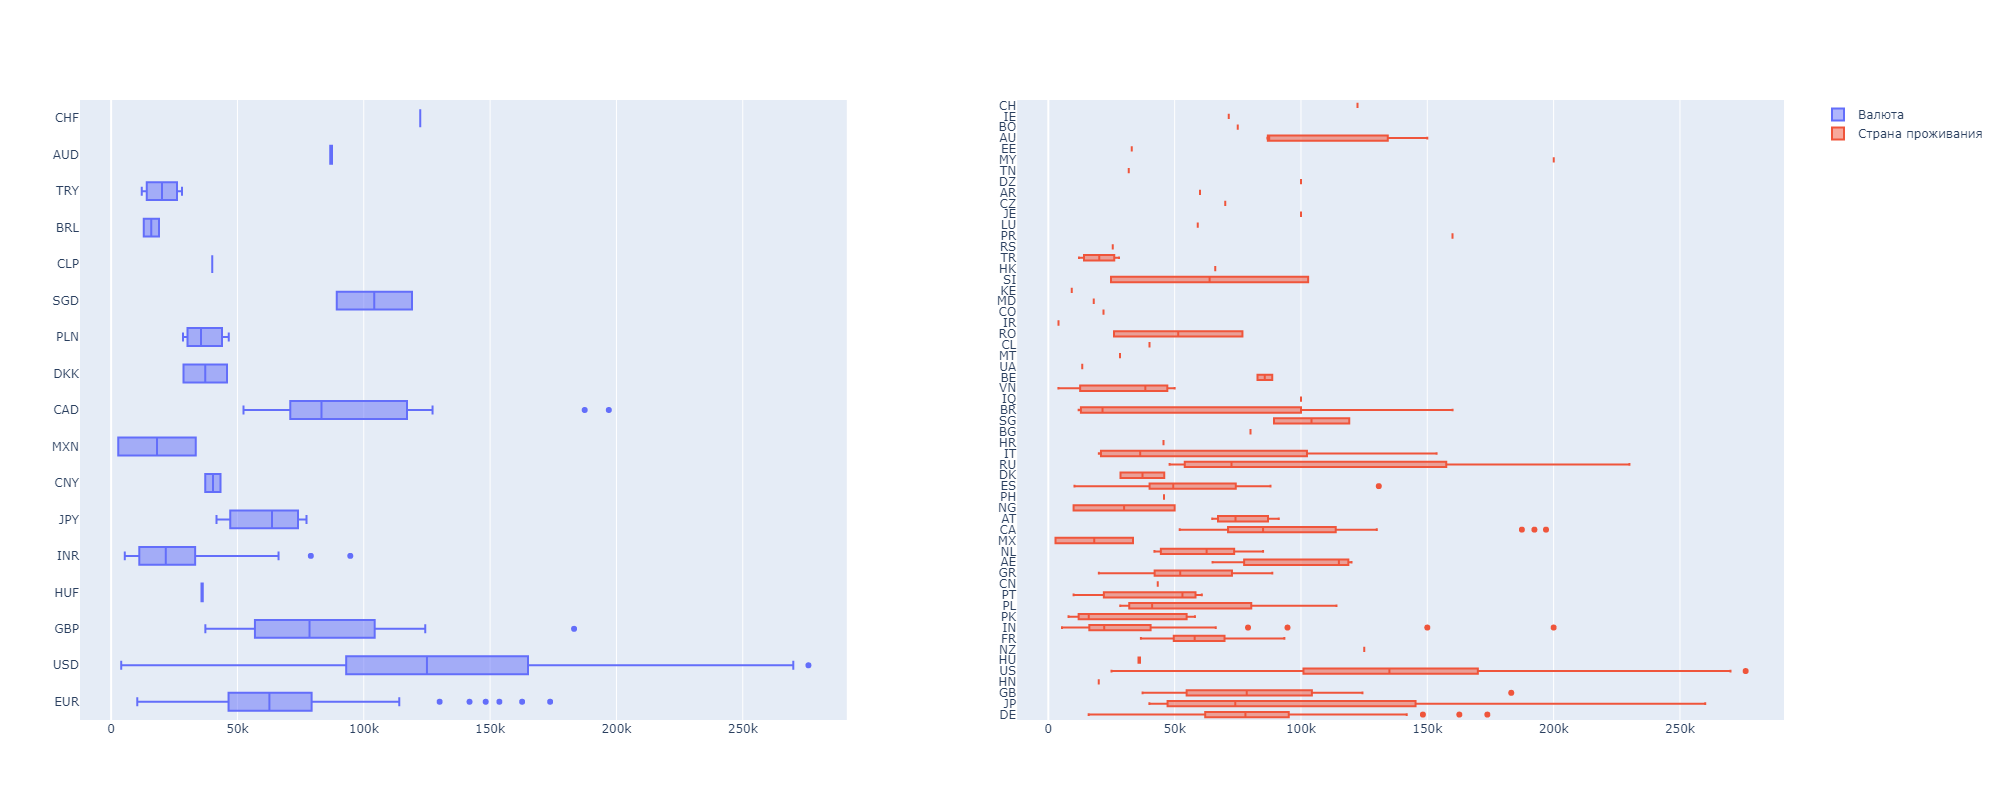 CHF
AUD
TRY
BRL
CLP
SGD
PLN
DKK
CAD
MXN
CNY
JPY
INR
HUF
GBP
USD
EUR
0 50k 100k 150k 200k 250k
CH
IE
BO
AU
EE
MY
TN
DZ
AR
CZ
JE
LU
PR
RS
TR
HK
SI
KE
MD
CO
IR
RO
CL
MT
UA
BE
VN
IQ
BR
SG
BG
HR
IT
RU
DK
ES
PH
NG
AT
CA
MX
NL
AE
GR
CN
PT
PL
PK
IN
FR
NZ
HU
US
HN
GB
JP
DE
0 50k 100k 150k 200k 250k
Валюта
Страна проживания